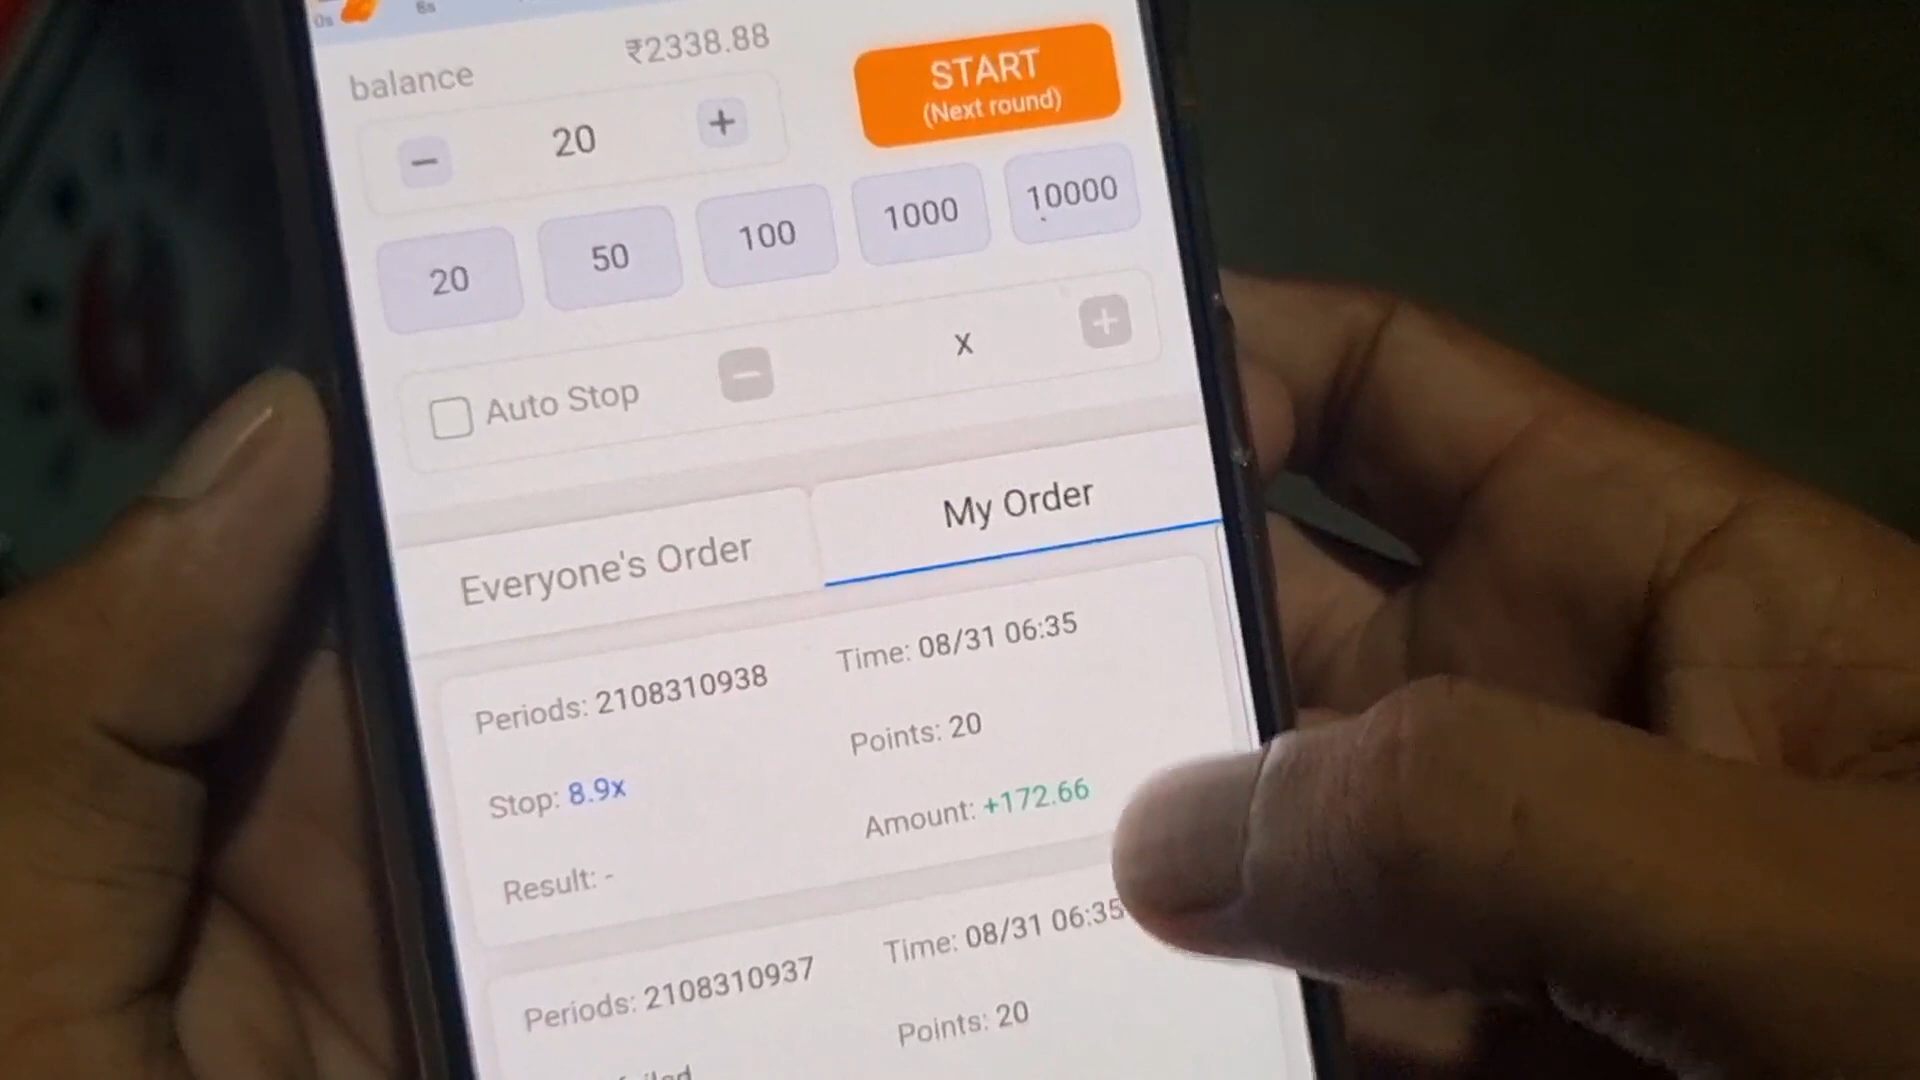 0s 6s
balance ₹2338.88
− 20 +
START
(Next round)
20 50 100 1000 10000
Auto Stop − x +
Everyone's Order My Order
Periods: 2108310938 Time: 08/31 06:35
Stop: 8.9x Points: 20
Result: - Amount: +172.66
Periods: 2108310937 Time: 08/31 06:35
Points: 20